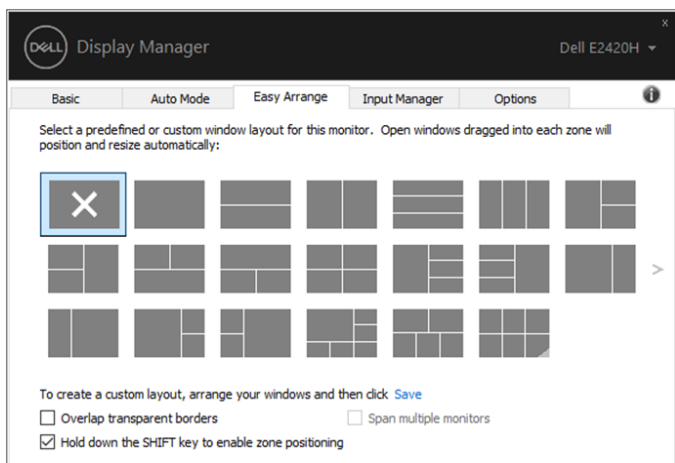 x
DELL Display Manager Dell E2420H
Basic Auto Mode Easy Arrange Input Manager Options
Select a predefined or custom window layout for this monitor. Open windows dragged into each zone will
position and resize automatically:
>
To create a custom layout, arrange your windows and then click Save
Overlap transparent borders Span multiple monitors
Hold down the SHIFT key to enable zone positioning